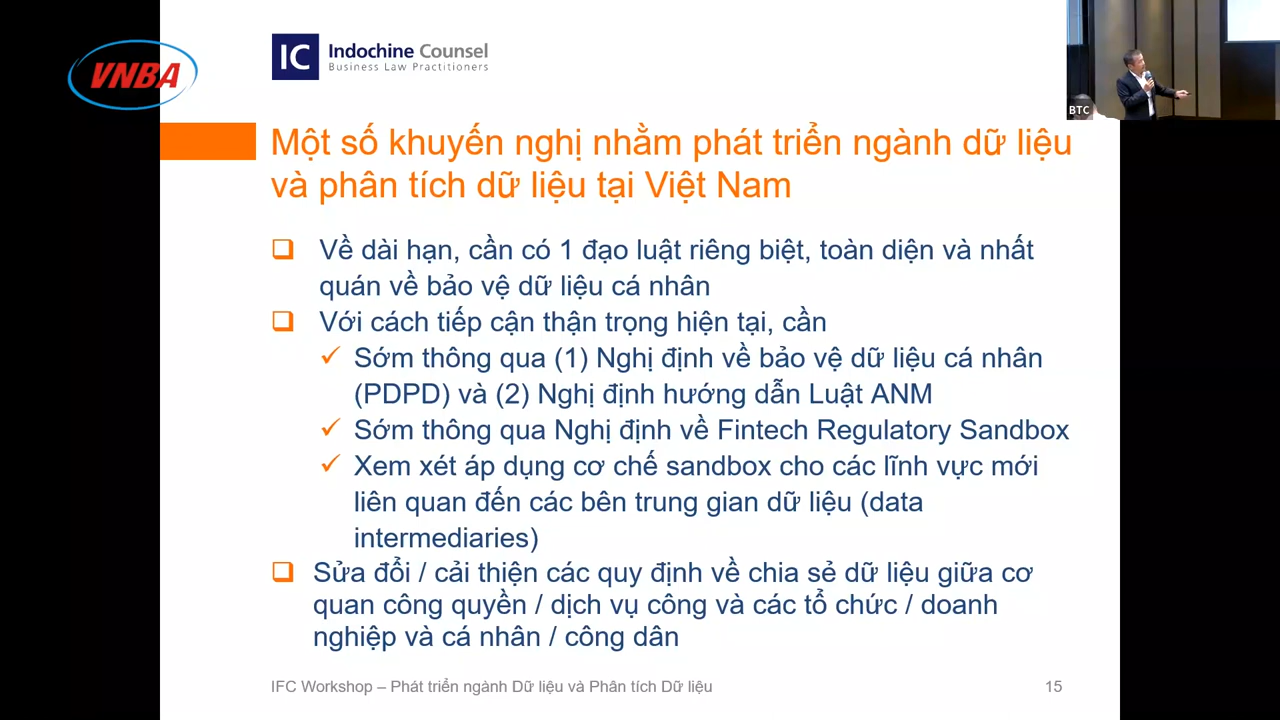 VNBA
IC Indochine Counsel
Business Law Practitioners
BTC
Một số khuyến nghị nhằm phát triển ngành dữ liệu
và phân tích dữ liệu tại Việt Nam
Về dài hạn, cần có 1 đạo luật riêng biệt, toàn diện và nhất
quán về bảo vệ dữ liệu cá nhân
Với cách tiếp cận thận trọng hiện tại, cần
Sớm thông qua (1) Nghị định về bảo vệ dữ liệu cá nhân
(PDPD) và (2) Nghị định hướng dẫn Luật ANM
Sớm thông qua Nghị định về Fintech Regulatory Sandbox
Xem xét áp dụng cơ chế sandbox cho các lĩnh vực mới
liên quan đến các bên trung gian dữ liệu (data
intermediaries)
Sửa đổi / cải thiện các quy định về chia sẻ dữ liệu giữa cơ
quan công quyền / dịch vụ công và các tổ chức / doanh
nghiệp và cá nhân / công dân
IFC Workshop – Phát triển ngành Dữ liệu và Phân tích Dữ liệu
15